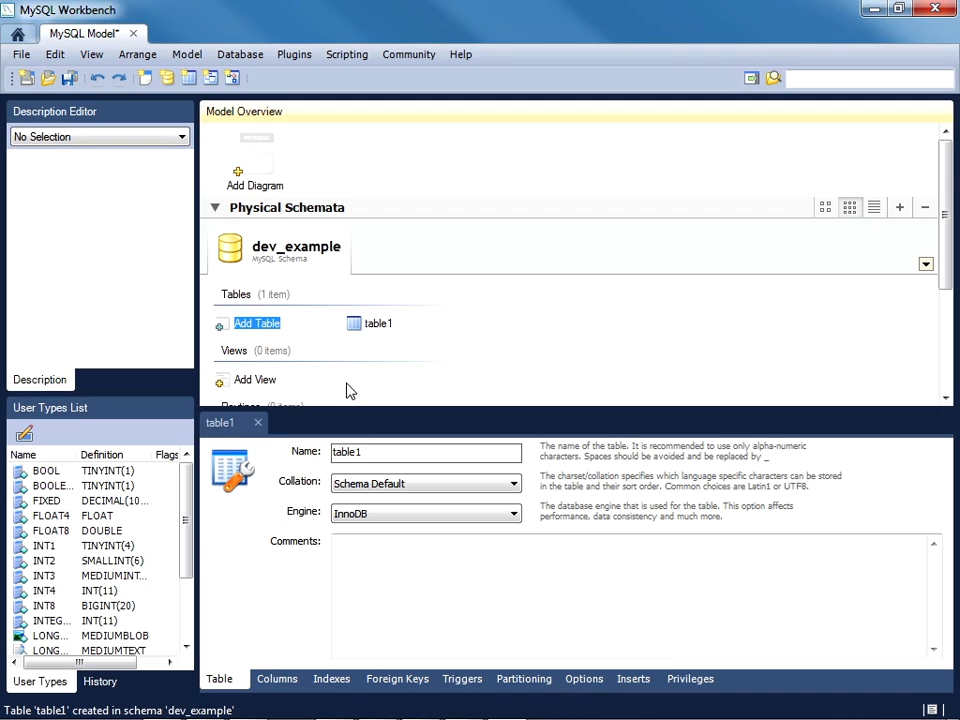 MySQL Workbench
MySQL Model*
File Edit View Arrange Model Database Plugins Scripting Community Help
Description Editor
No Selection
Description
Model Overview
Add Diagram
Physical Schemata
dev_example
MySQL Schema
Tables (1 item)
Add Table table1
Views (0 items)
Add View
Routines (0 items)
User Types List
Name Definition Flags
BOOL TINYINT(1)
BOOLE... TINYINT(1)
FIXED DECIMAL(10...
FLOAT4 FLOAT
FLOAT8 DOUBLE
INT1 TINYINT(4)
INT2 SMALLINT(6)
INT3 MEDIUMINT...
INT4 INT(11)
INT8 BIGINT(20)
INTEG... INT(11)
LONG... MEDIUMBLOB
LONG... MEDIUMTEXT
User Types History
table1
Name: table1
The name of the table. It is recommended to use only alpha-numeric
characters. Spaces should be avoided and be replaced by _
Collation: Schema Default
The charset/collation specifies which language specific characters can be stored
in the table and their sort order. Common choices are Latin1 or UTF8.
Engine: InnoDB
The database engine that is used for the table. This option affects
performance, data consistency and much more.
Comments:
Table Columns Indexes Foreign Keys Triggers Partitioning Options Inserts Privileges
Table 'table1' created in schema 'dev_example'